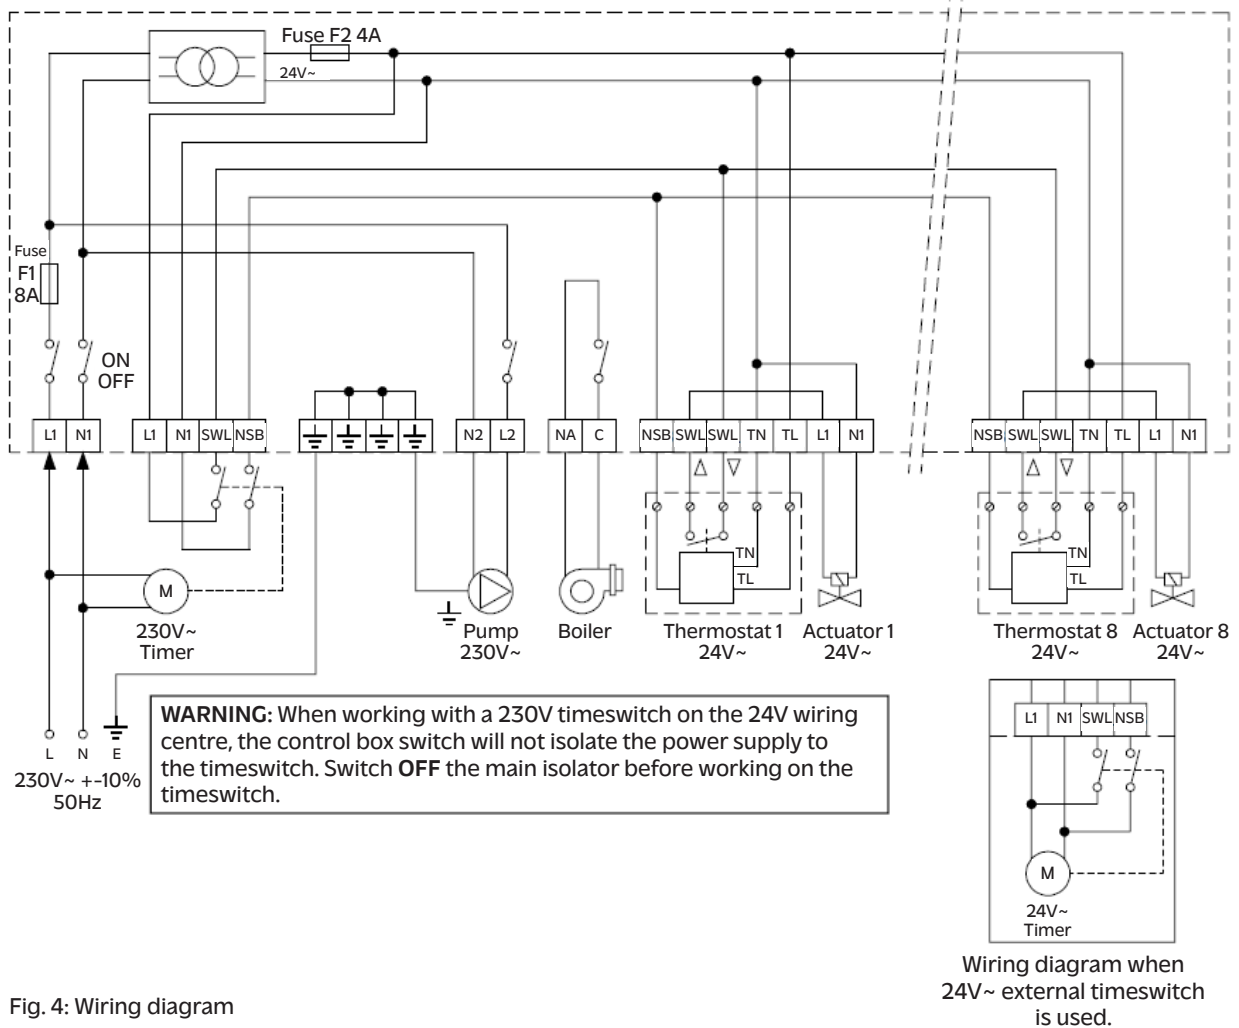 Fuse F2 4A
24V~
Fuse
F1
8A
ON
OFF
L1 N1 L1 N1 SWL NSB N2 L2 NA C NSB SWL SWL TN TL L1 N1 NSB SWL SWL TN TL L1 N1
TN
TL
TN
TL
M
230V~
Timer
Pump
230V~
Boiler
Thermostat 1
24V~
Actuator 1
24V~
Thermostat 8
24V~
Actuator 8
24V~
L N E
230V~ +-10%
50Hz
WARNING: When working with a 230V timeswitch on the 24V wiring
centre, the control box switch will not isolate the power supply to
the timeswitch. Switch OFF the main isolator before working on the
timeswitch.
L1 N1 SWL NSB
M
24V~
Timer
Wiring diagram when
24V~ external timeswitch
is used.
Fig. 4: Wiring diagram